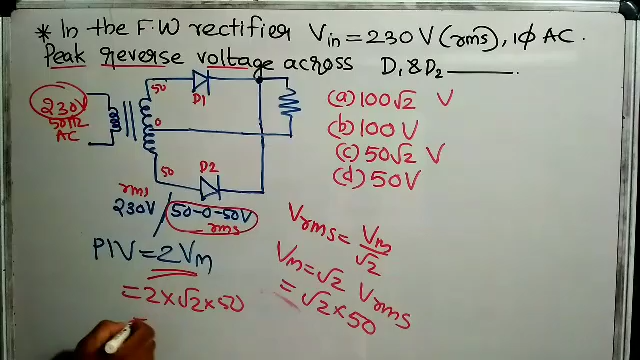 * In the F.W rectifier Vin = 230 V (rms), 1ϕ AC.
Peak reverse voltage across D1 & D2 ____.
50
D1
230V
50Hz
AC
0
50
D2
rms
230V / 50-0-50V
rms
PIV = 2Vm
= 2 × √2 × 50
=
(a) 100√2 V
(b) 100 V
(c) 50√2 V
(d) 50V
Vrms = Vm/√2
Vm = √2 Vrms
= √2 × 50